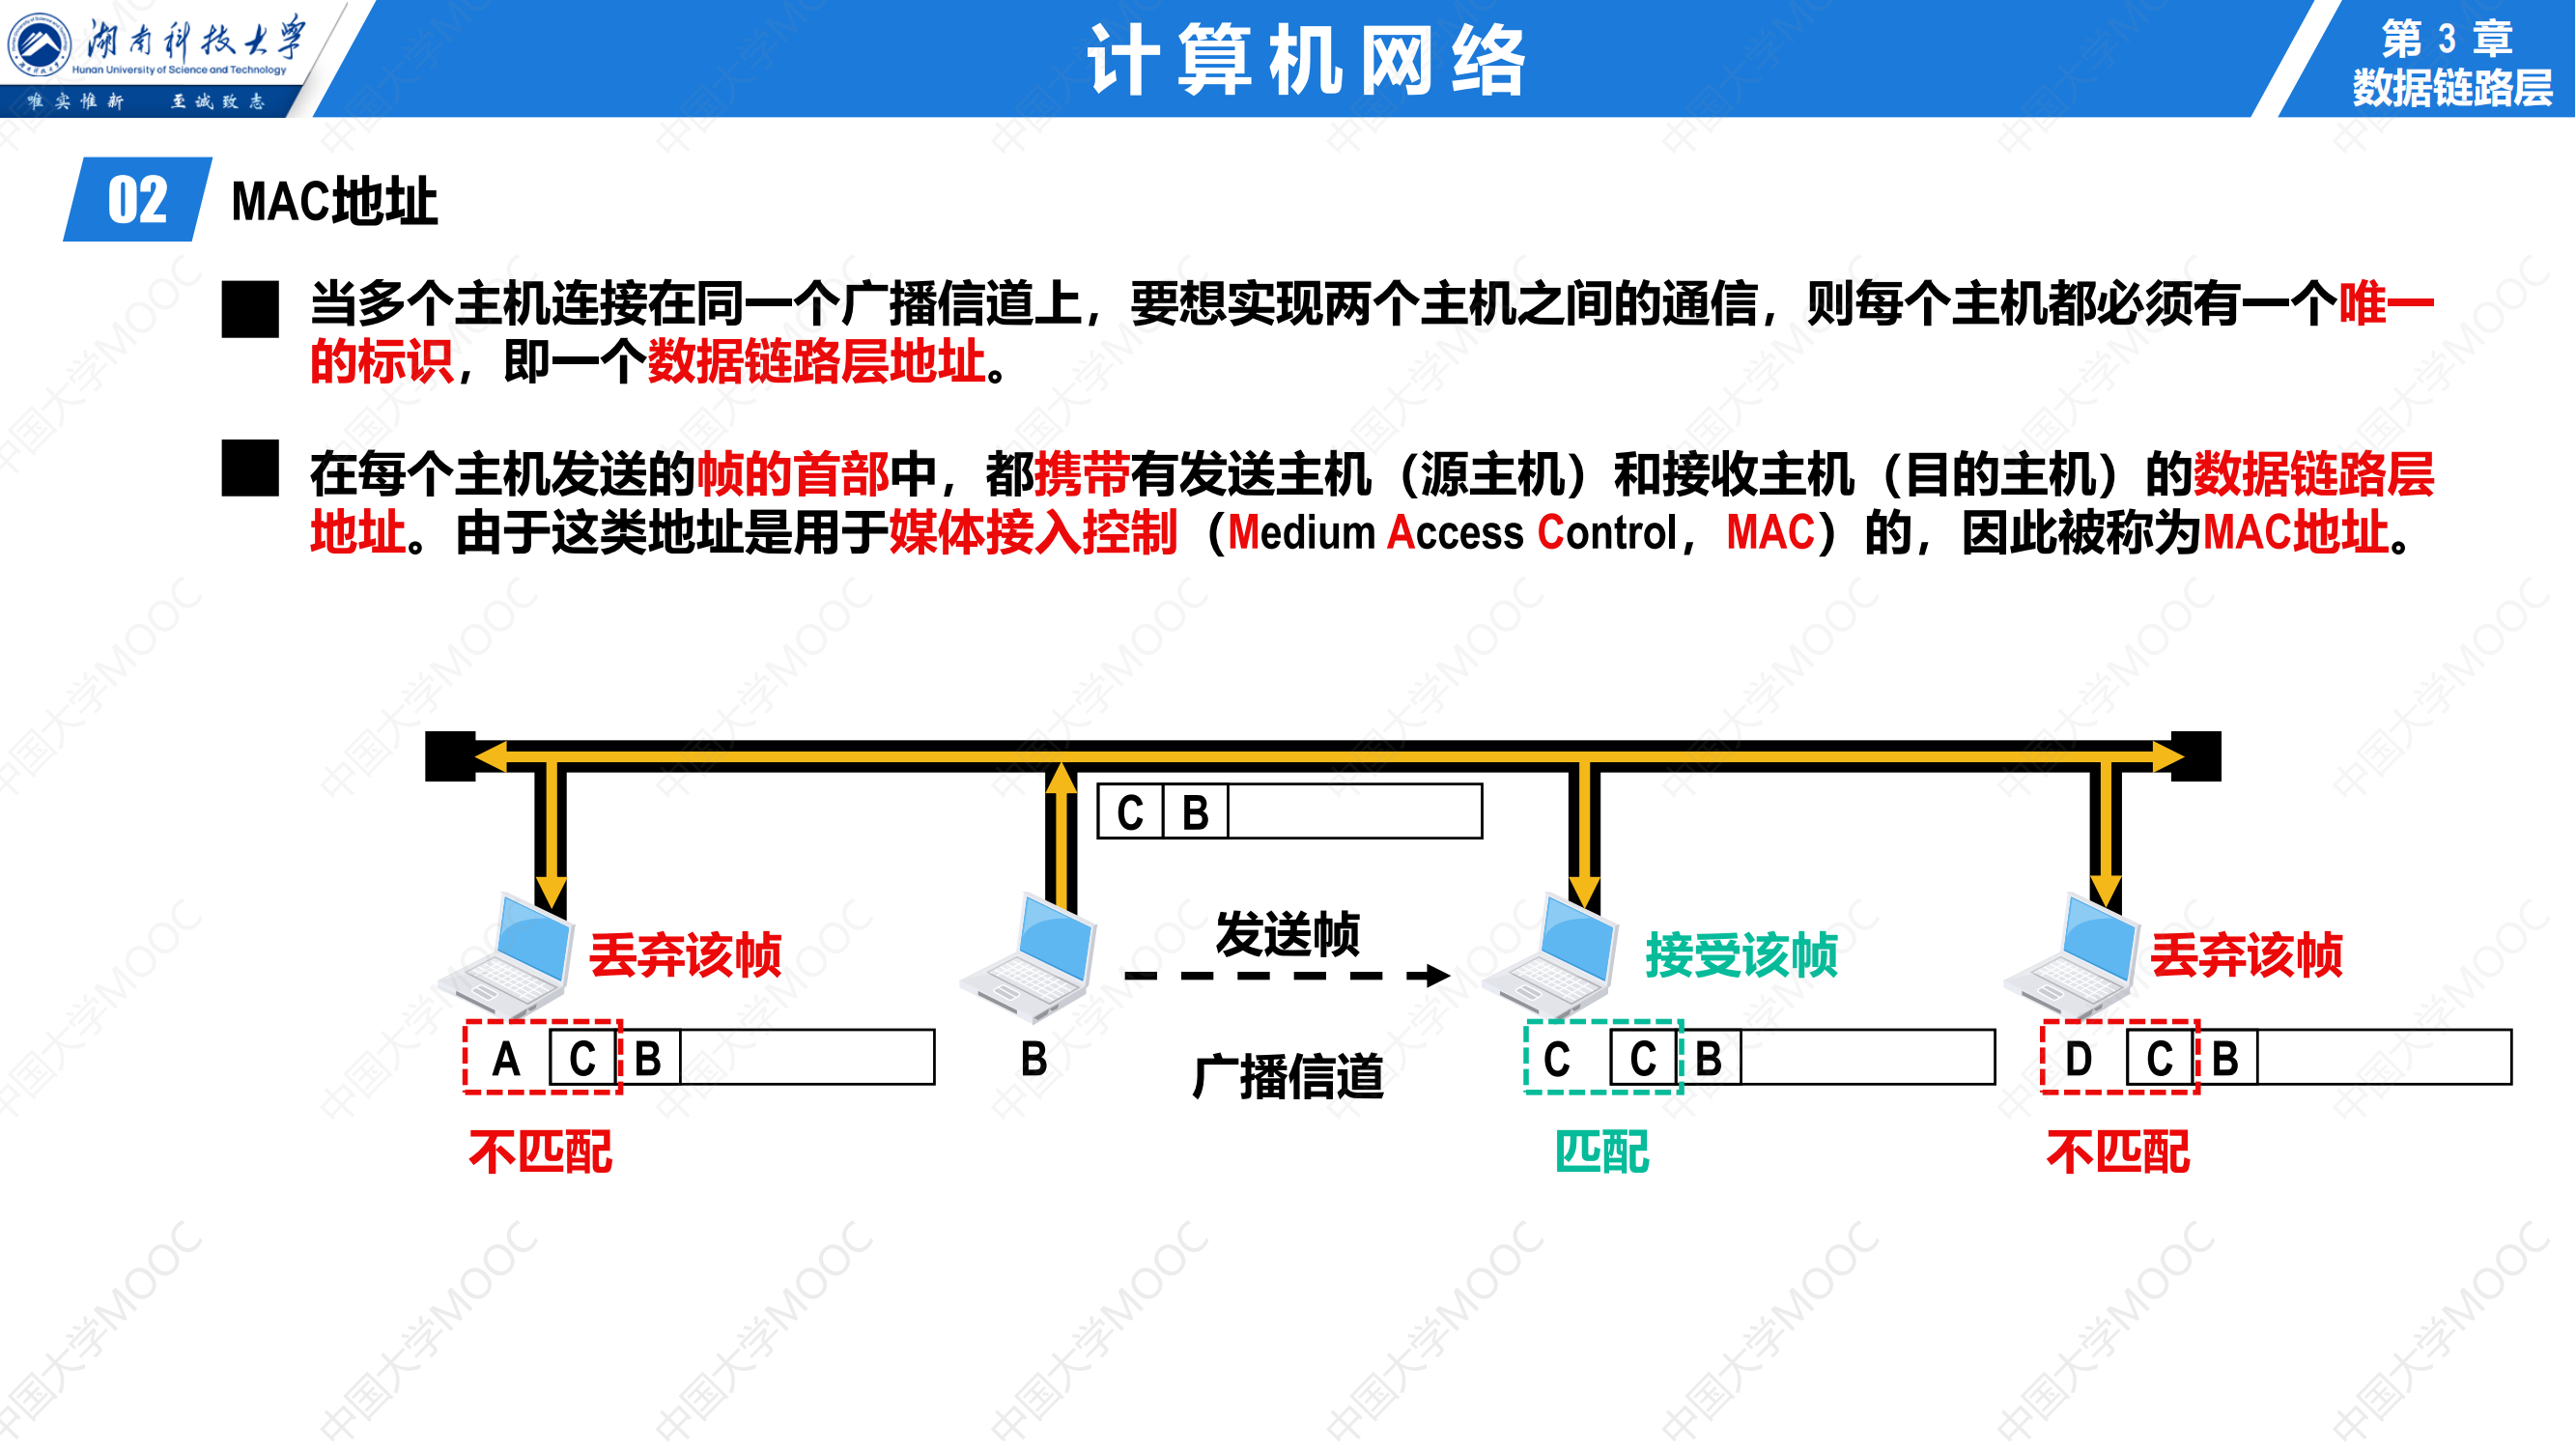 湖南科技大学
Hunan University of Science and Technology
唯实惟新 至诚致志
计算机网络
第 3 章
数据链路层
02 MAC地址
当多个主机连接在同一个广播信道上，要想实现两个主机之间的通信，则每个主机都必须有一个唯一
的标识，即一个数据链路层地址。
在每个主机发送的帧的首部中，都携带有发送主机（源主机）和接收主机（目的主机）的数据链路层
地址。由于这类地址是用于媒体接入控制（Medium Access Control，MAC）的，因此被称为MAC地址。
C B
丢弃该帧
发送帧
接受该帧
丢弃该帧
A C B
B
广播信道
C C B
D C B
不匹配
匹配
不匹配
中国大学MOOC